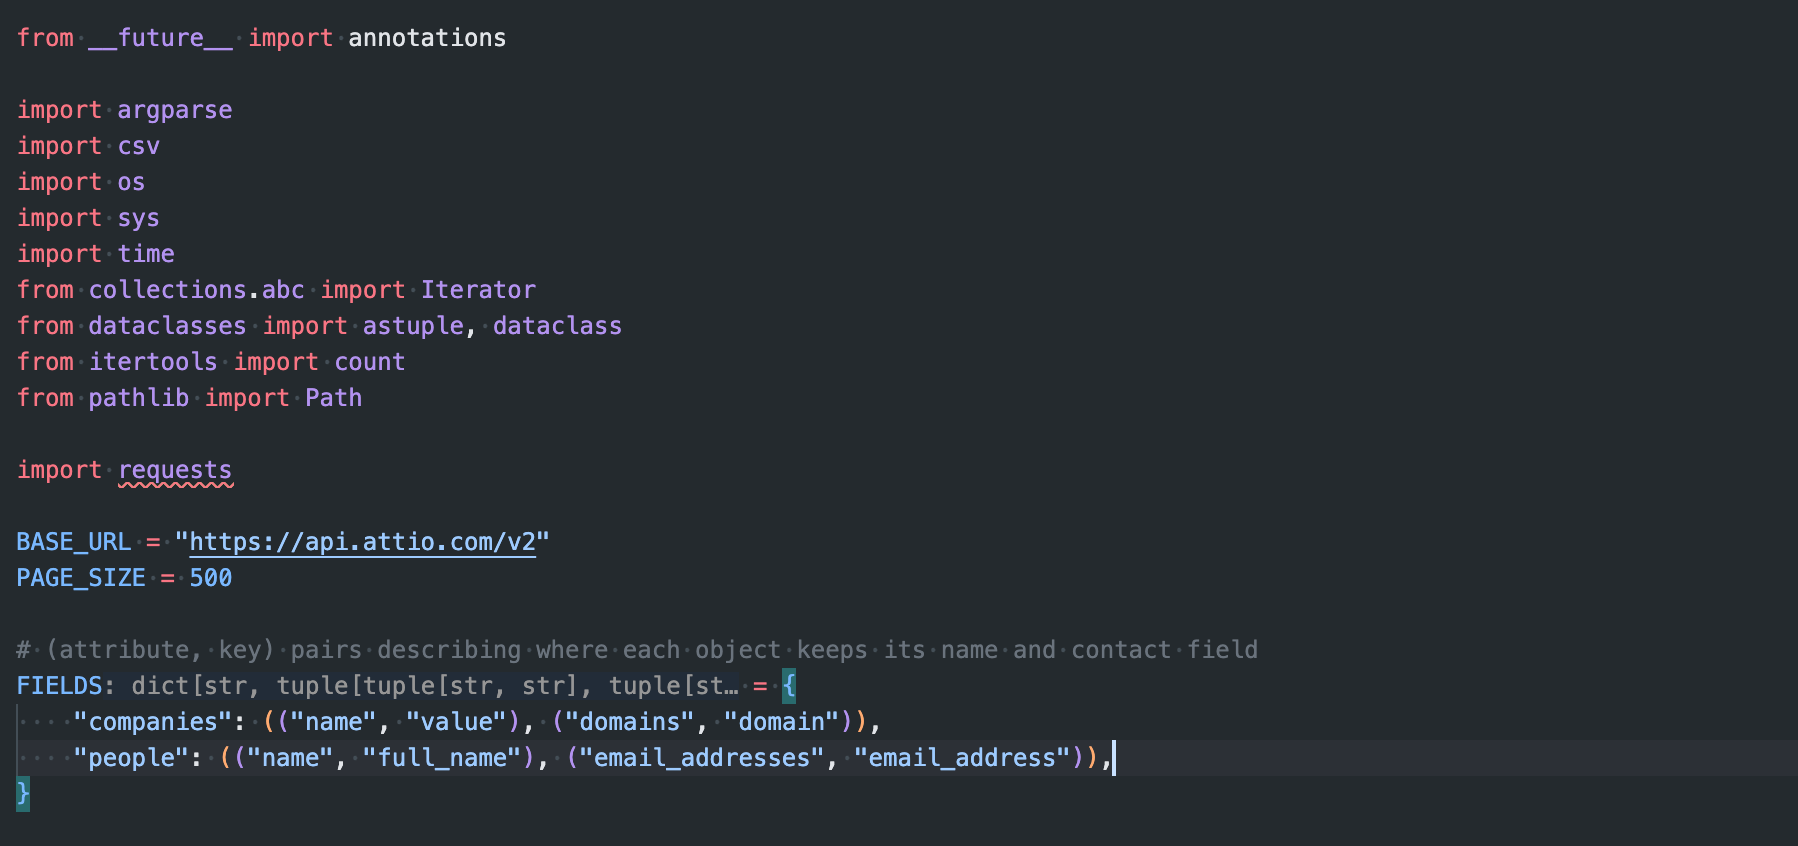 from __future__ import annotations
import argparse
import csv
import os
import sys
import time
from collections.abc import Iterator
from dataclasses import astuple, dataclass
from itertools import count
from pathlib import Path
import requests
BASE_URL = "https://api.attio.com/v2"
PAGE_SIZE = 500
# (attribute, key) pairs describing where each object keeps its name and contact field
FIELDS: dict[str, tuple[tuple[str, str], tuple[st… = {
    "companies": (("name", "value"), ("domains", "domain")),
    "people": (("name", "full_name"), ("email_addresses", "email_address")),
}